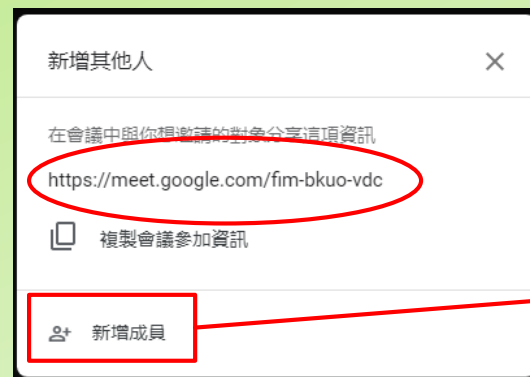 新增其他人
在會議中與你想邀請的對象分享這項資訊
https://meet.google.com/fim-bkuo-vdc
複製會議參加資訊
新增成員